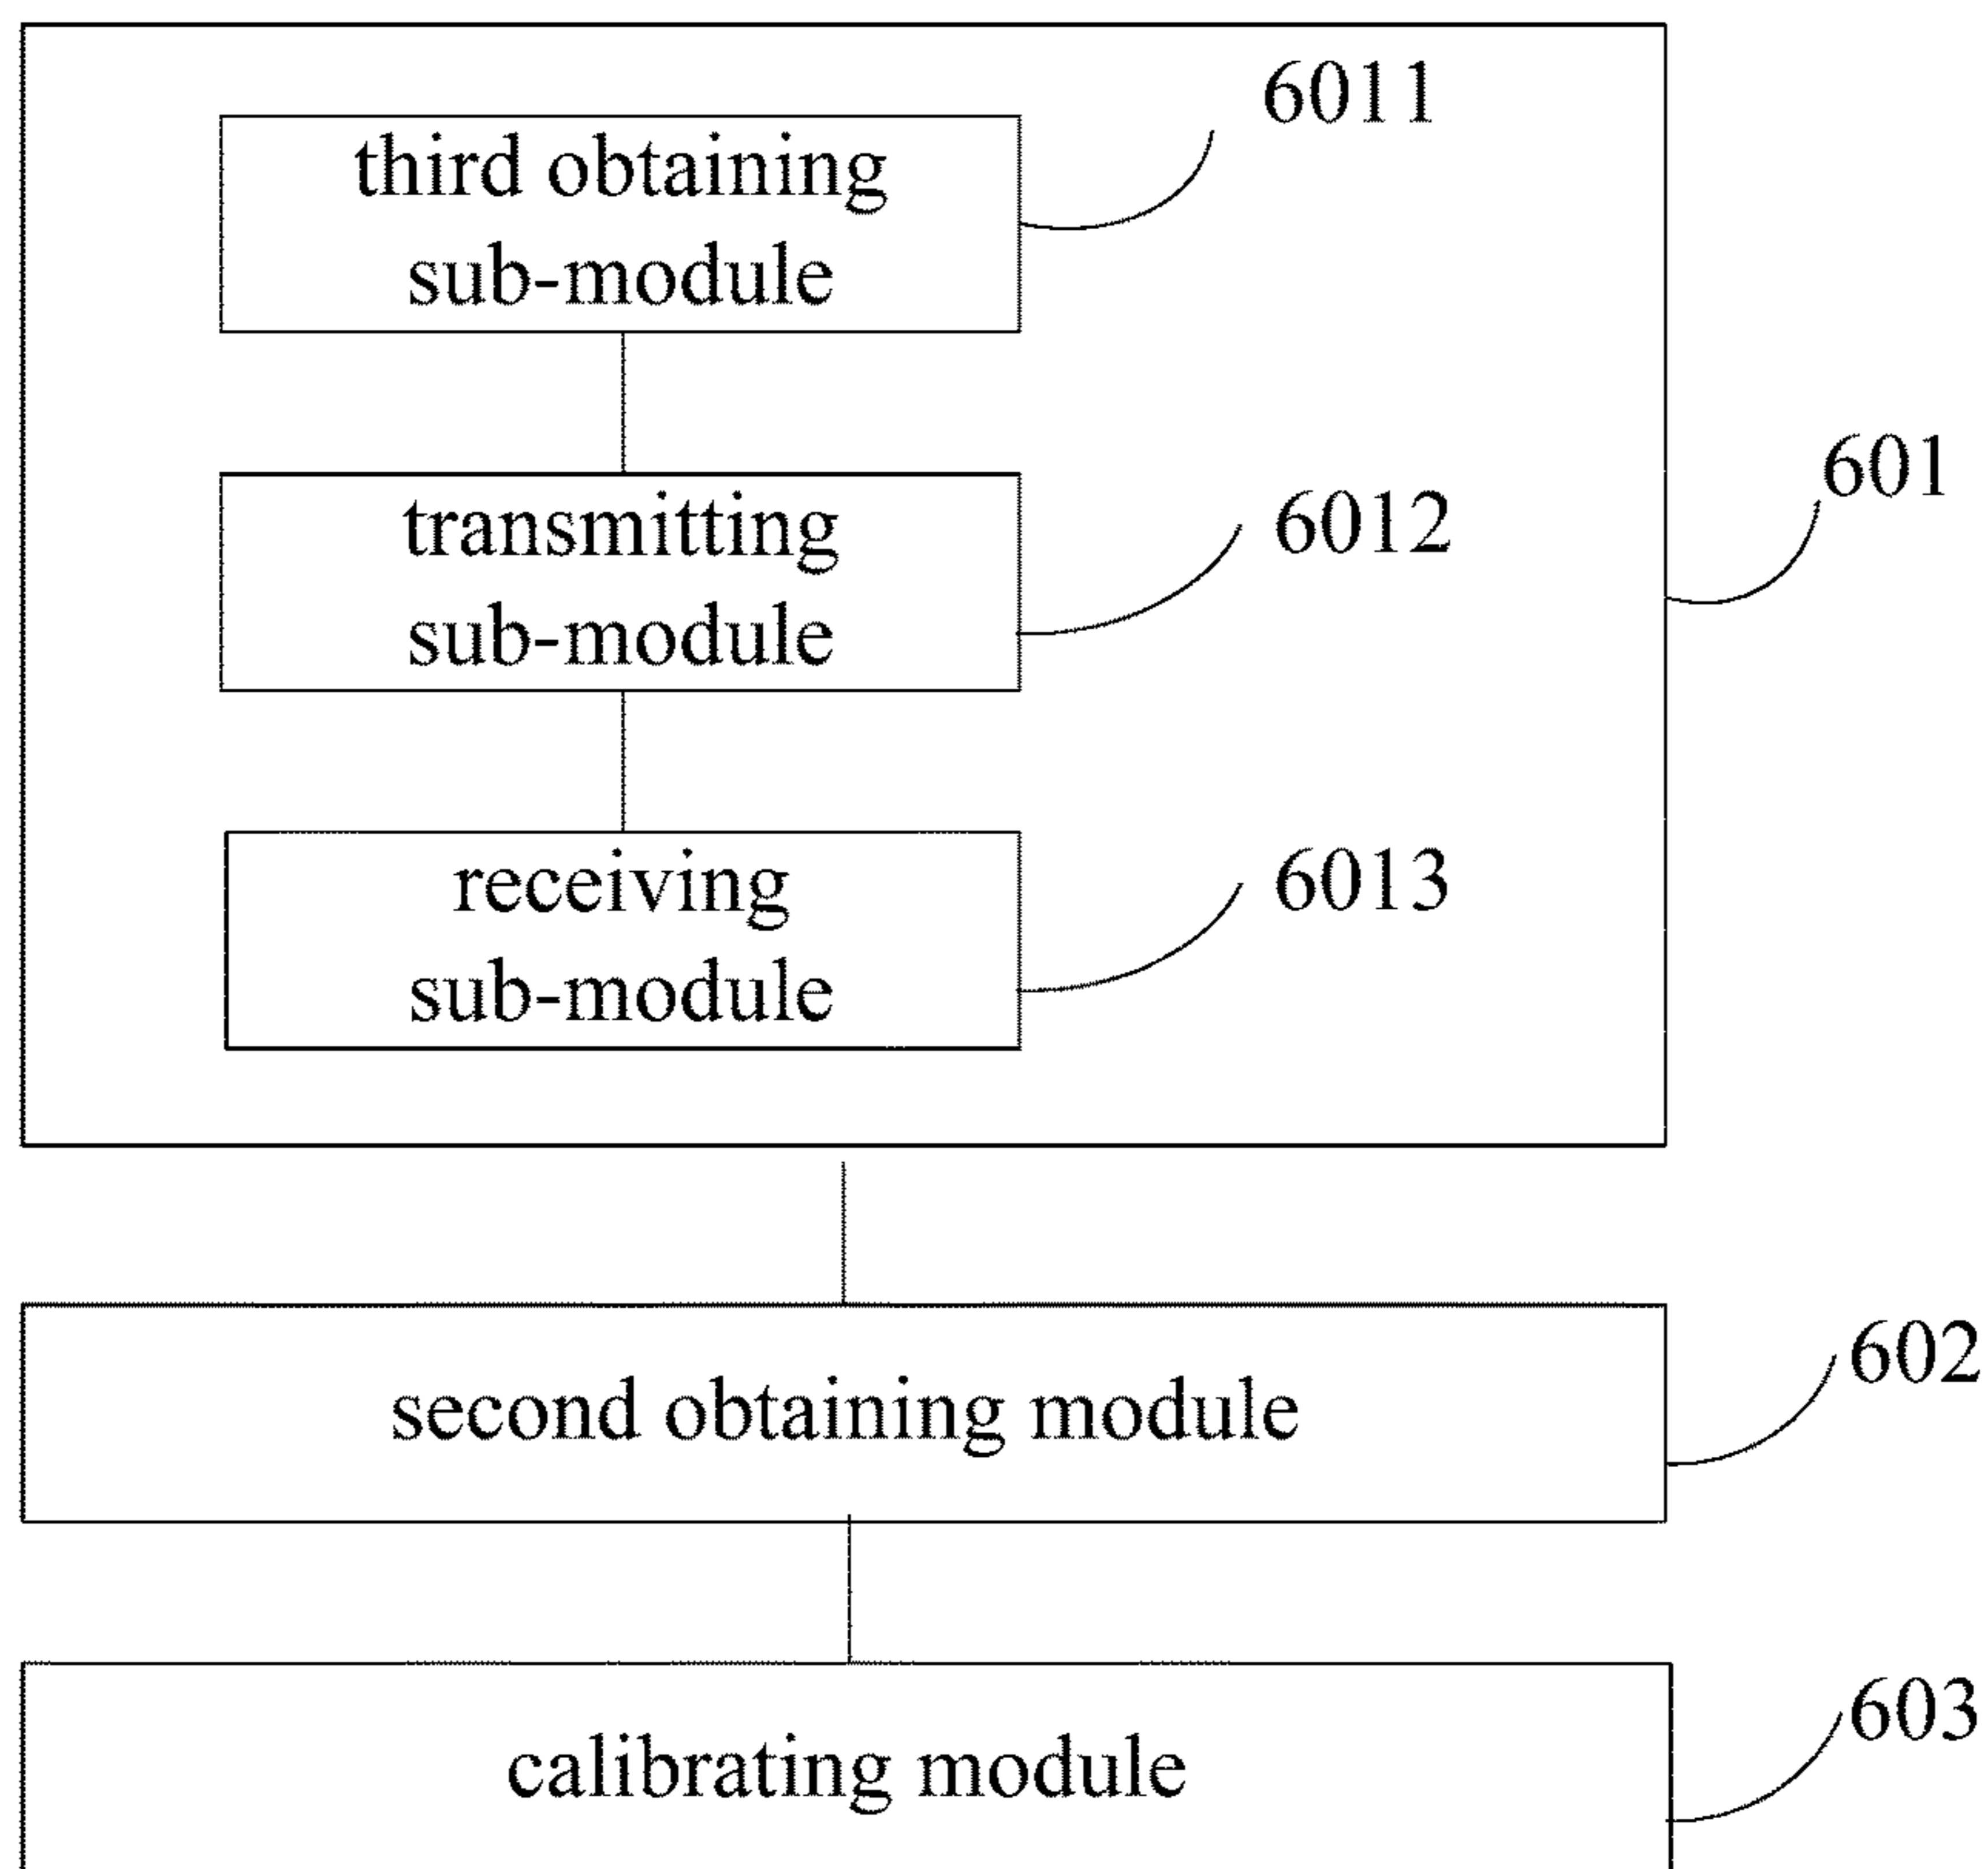 6011
third obtaining
sub-module
601
transmitting
sub-module
6012
receiving
sub-module
6013
602
second obtaining module
603
calibrating module